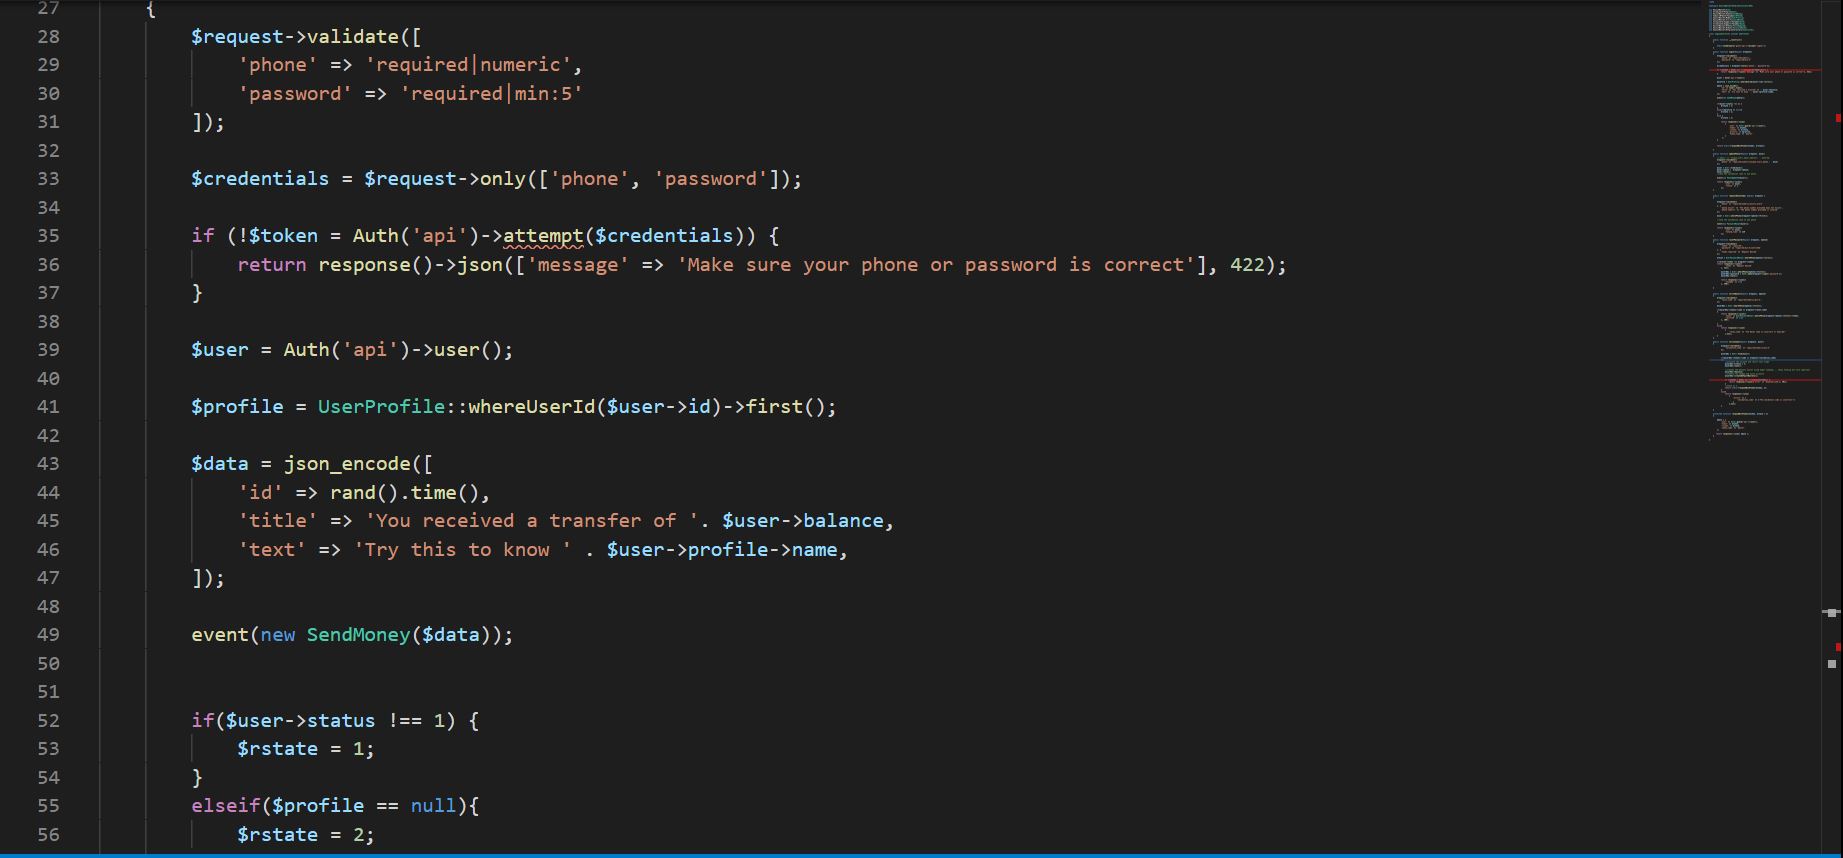 27 {
28 $request->validate([
29 'phone' => 'required|numeric',
30 'password' => 'required|min:5'
31 ]);
32
33 $credentials = $request->only(['phone', 'password']);
34
35 if (!$token = Auth('api')->attempt($credentials)) {
36 return response()->json(['message' => 'Make sure your phone or password is correct'], 422);
37 }
38
39 $user = Auth('api')->user();
40
41 $profile = UserProfile::whereUserId($user->id)->first();
42
43 $data = json_encode([
44 'id' => rand().time(),
45 'title' => 'You received a transfer of '. $user->balance,
46 'text' => 'Try this to know ' . $user->profile->name,
47 ]);
48
49 event(new SendMoney($data));
50
51
52 if($user->status !== 1) {
53 $rstate = 1;
54 }
55 elseif($profile == null){
56 $rstate = 2;